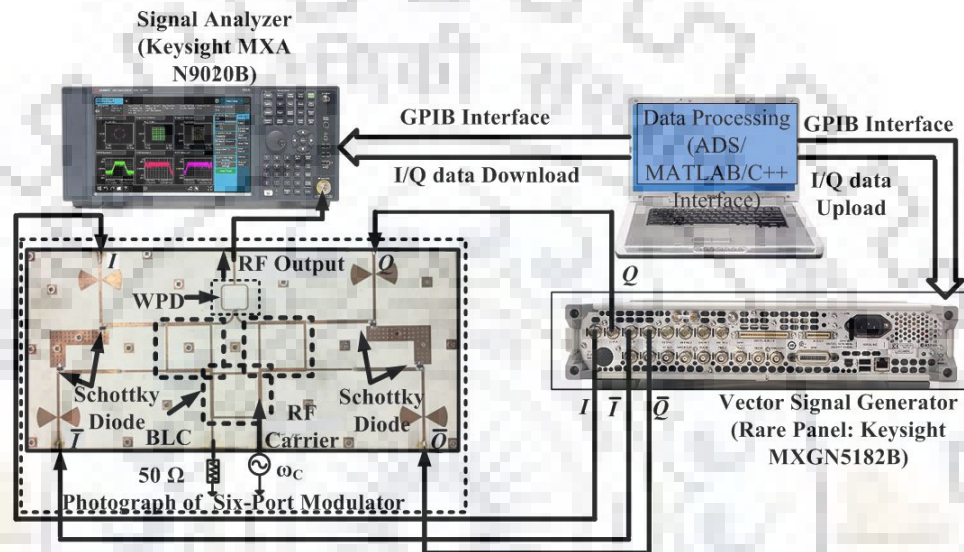 Signal Analyzer
(Keysight MXA
N9020B)
GPIB Interface
I/Q data Download
Data Processing
(ADS/
MATLAB/C++
Interface)
GPIB Interface
I/Q data
Upload
I
RF Output
Q
WPD
Schottky
Diode
Schottky
Diode
BLC
RF
Carrier
I̅
Q̅
50 Ω
ωC
Photograph of Six-Port Modulator
Q
I
I̅
Q̅
Vector Signal Generator
(Rare Panel: Keysight
MXGN5182B)